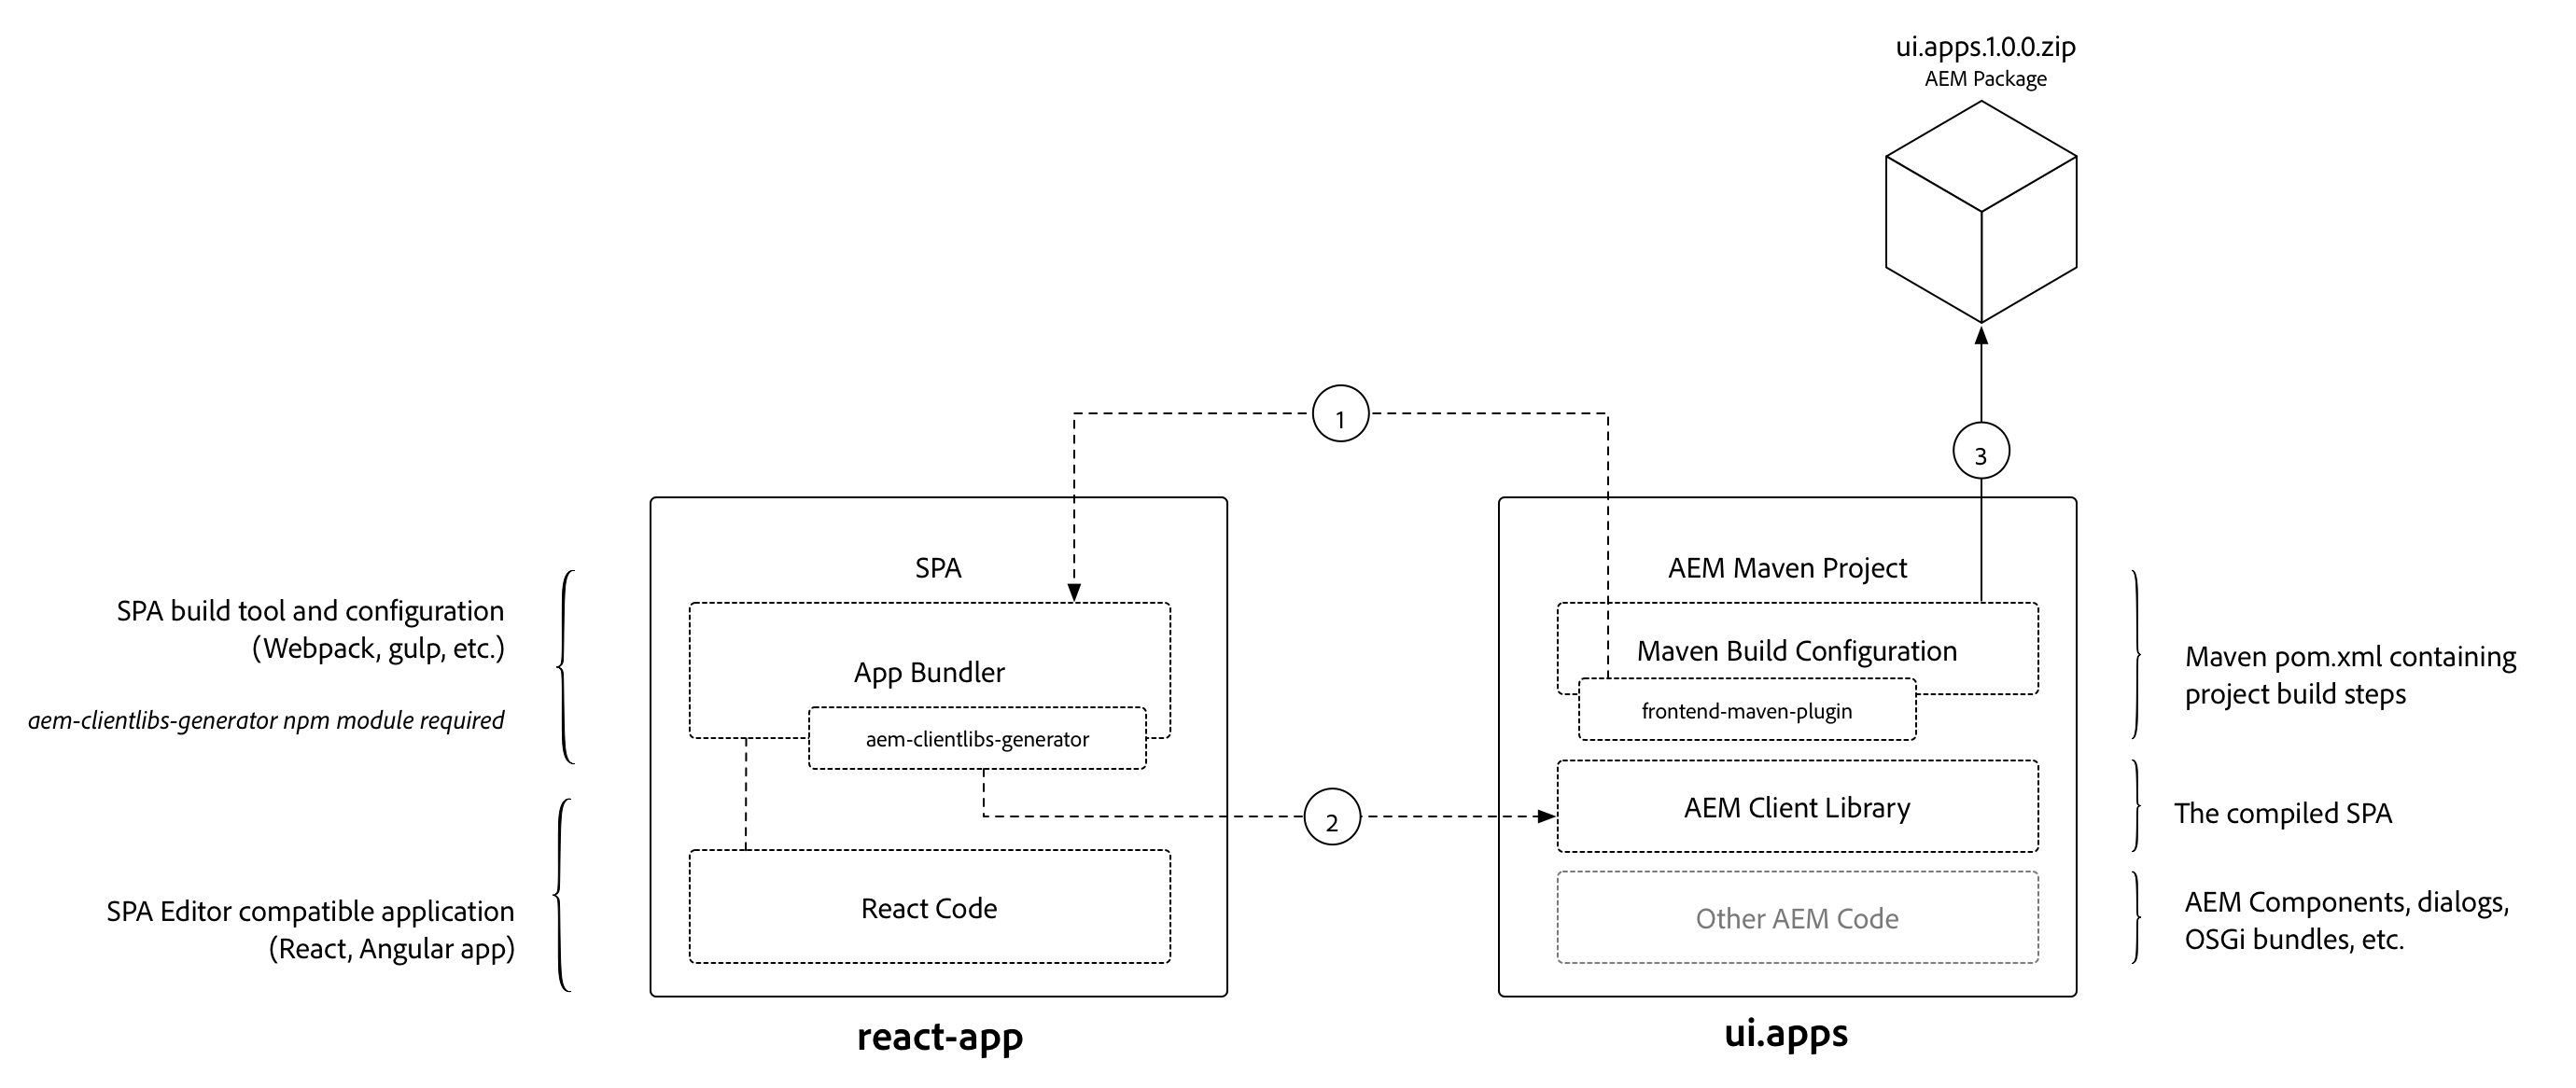 ui.apps.1.0.0.zip
AEM Package
1
3
SPA
AEM Maven Project
SPA build tool and configuration
(Webpack, gulp, etc.)
aem-clientlibs-generator npm module required
App Bundler
aem-clientlibs-generator
Maven Build Configuration
frontend-maven-plugin
Maven pom.xml containing
project build steps
2
AEM Client Library
The compiled SPA
SPA Editor compatible application
(React, Angular app)
React Code
Other AEM Code
AEM Components, dialogs,
OSGi bundles, etc.
react-app
ui.apps